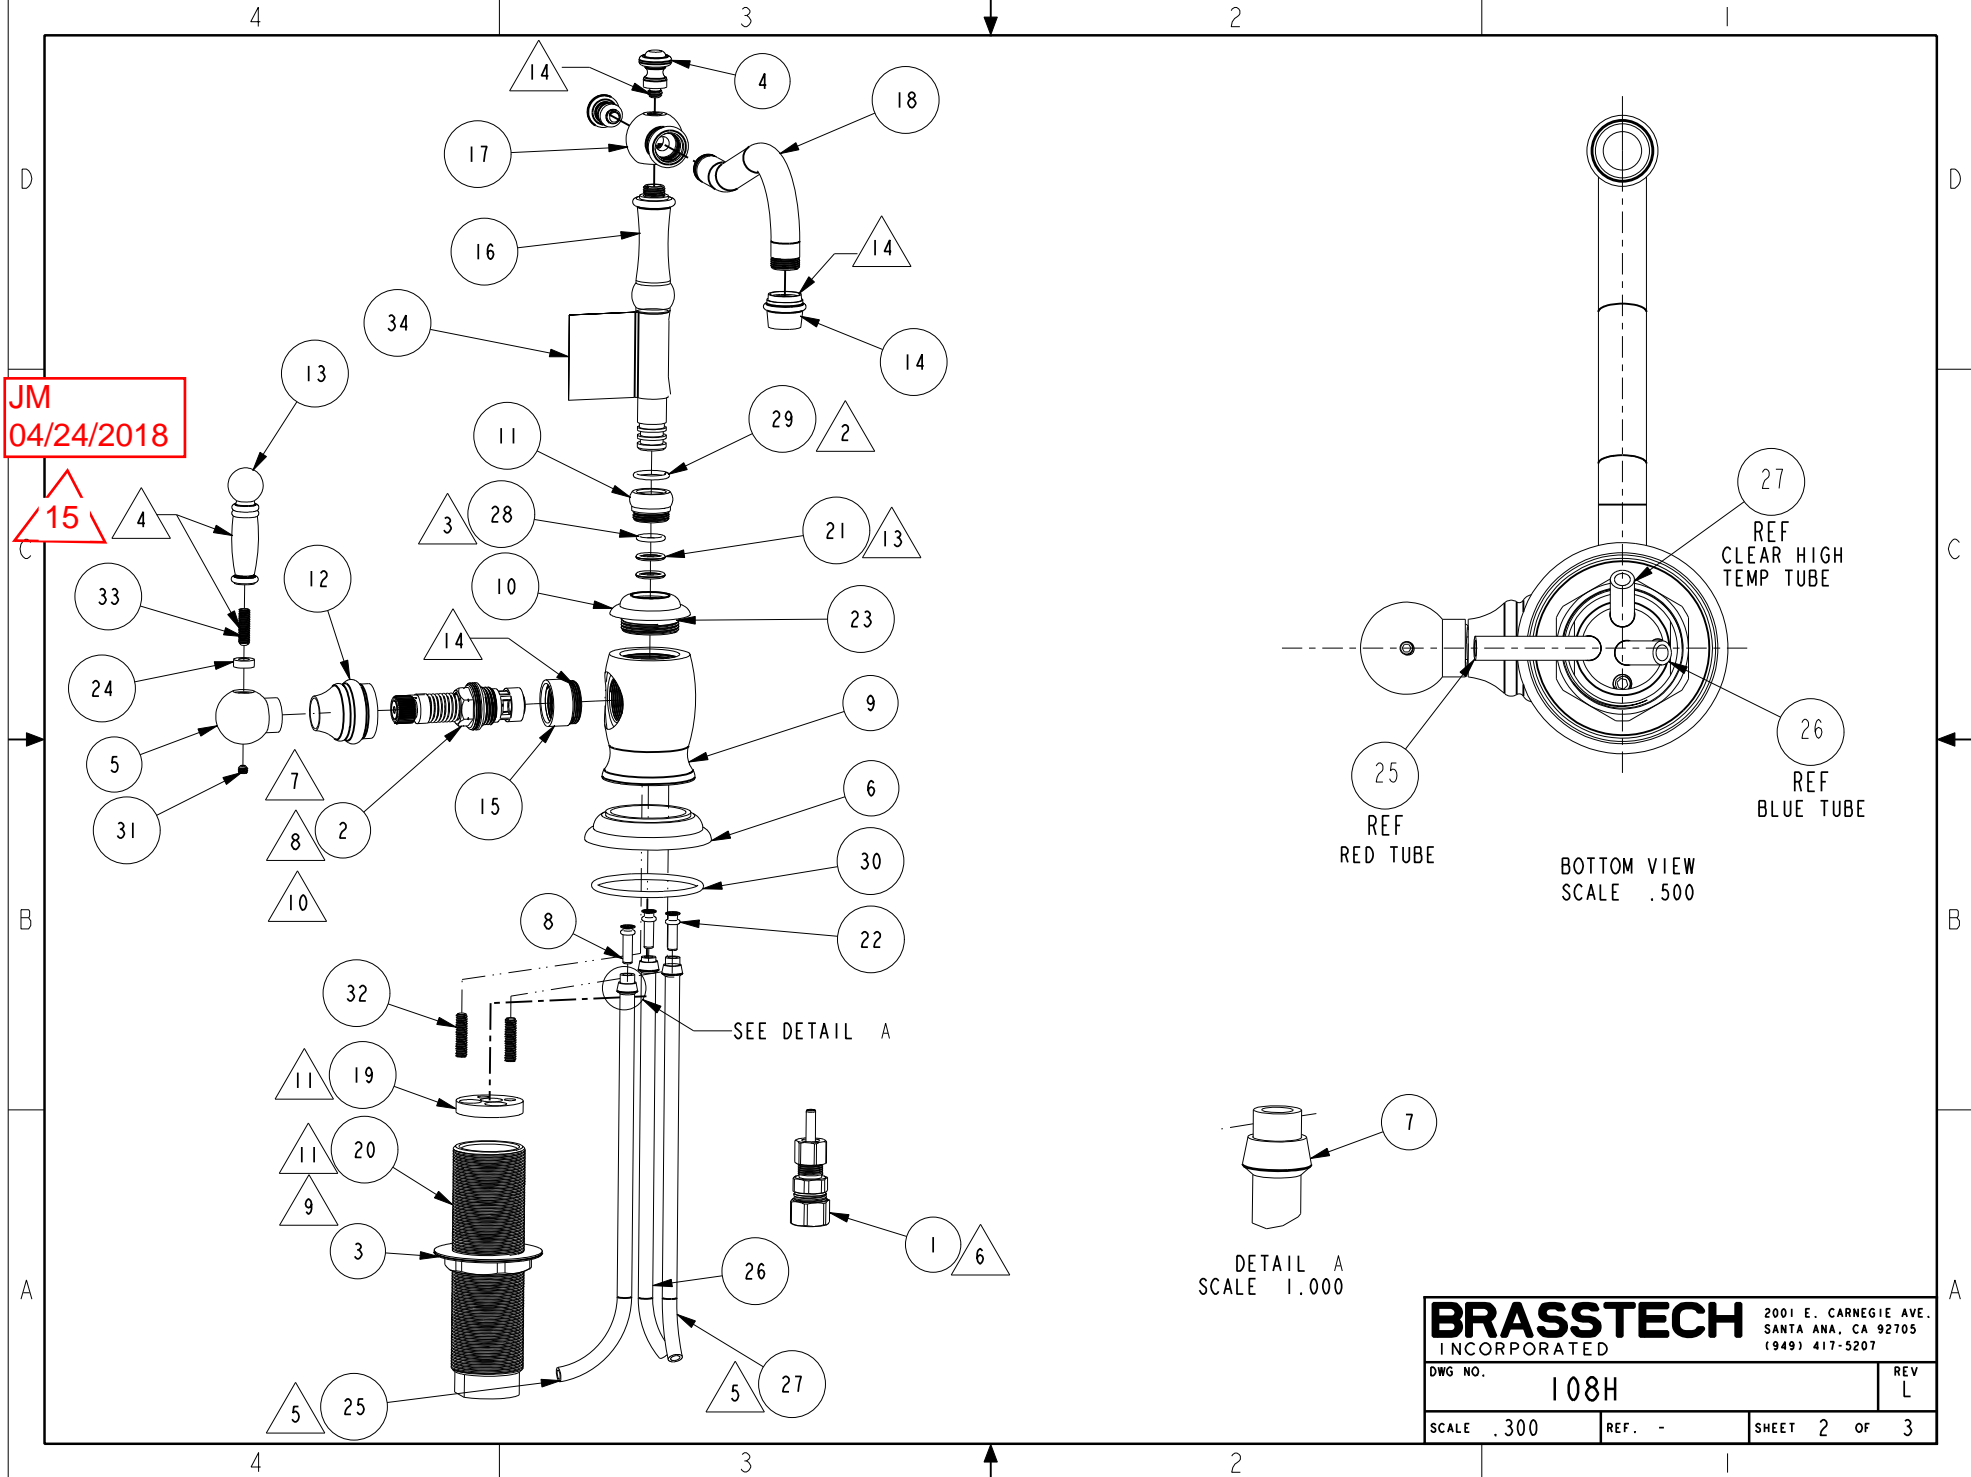 4 3 2 1
14
4
18
17
D D
16
14
34
14
13
JM
04/24/2018
29 2
11
27
REF
CLEAR HIGH
TEMP TUBE
15
4
3 28
21 13
C C
12
10
33
23
14
24
9
5
7
26
REF
BLUE TUBE
25
REF
RED TUBE
15
6
31
8 2
30
BOTTOM VIEW
SCALE .500
10
B B
8
22
32
SEE DETAIL A
11 19
7
11 20
9
3
1 6
26
DETAIL A
SCALE 1.000
A A
5 25
5 27
BRASSTECH
INCORPORATED
2001 E. CARNEGIE AVE.
SANTA ANA, CA 92705
(949) 417-5207
DWG NO. 108H
REV L
SCALE .300 REF. - SHEET 2 OF 3
4 3 2 1